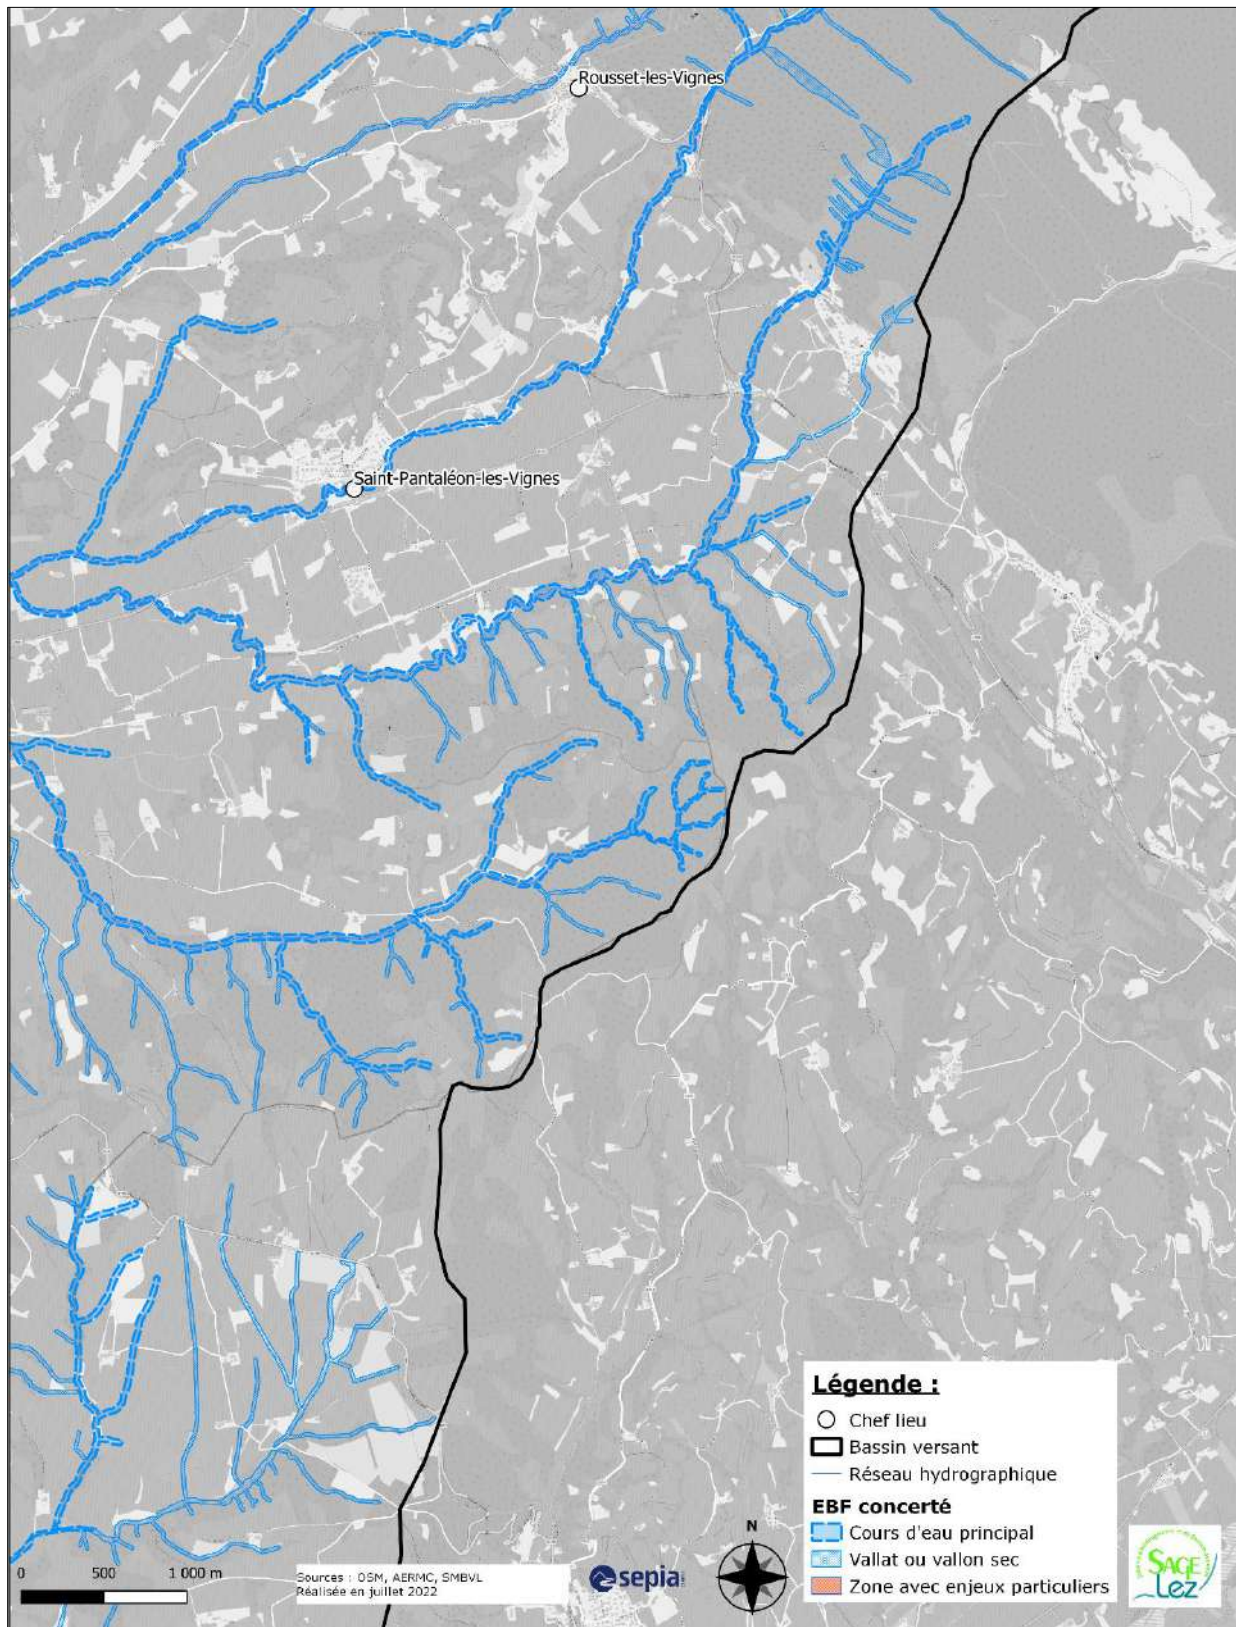 Rousset-les-Vignes
Saint-Pantaléon-les-Vignes
Légende :
Chef lieu
Bassin versant
Réseau hydrographique
EBF concerté
Cours d'eau principal
Vallat ou vallon sec
Zone avec enjeux particuliers
0 500 1 000 m
Sources : OSM, AERMC, SMBVL
Réalisée en juillet 2022
sepia
N
SAGE
Lez